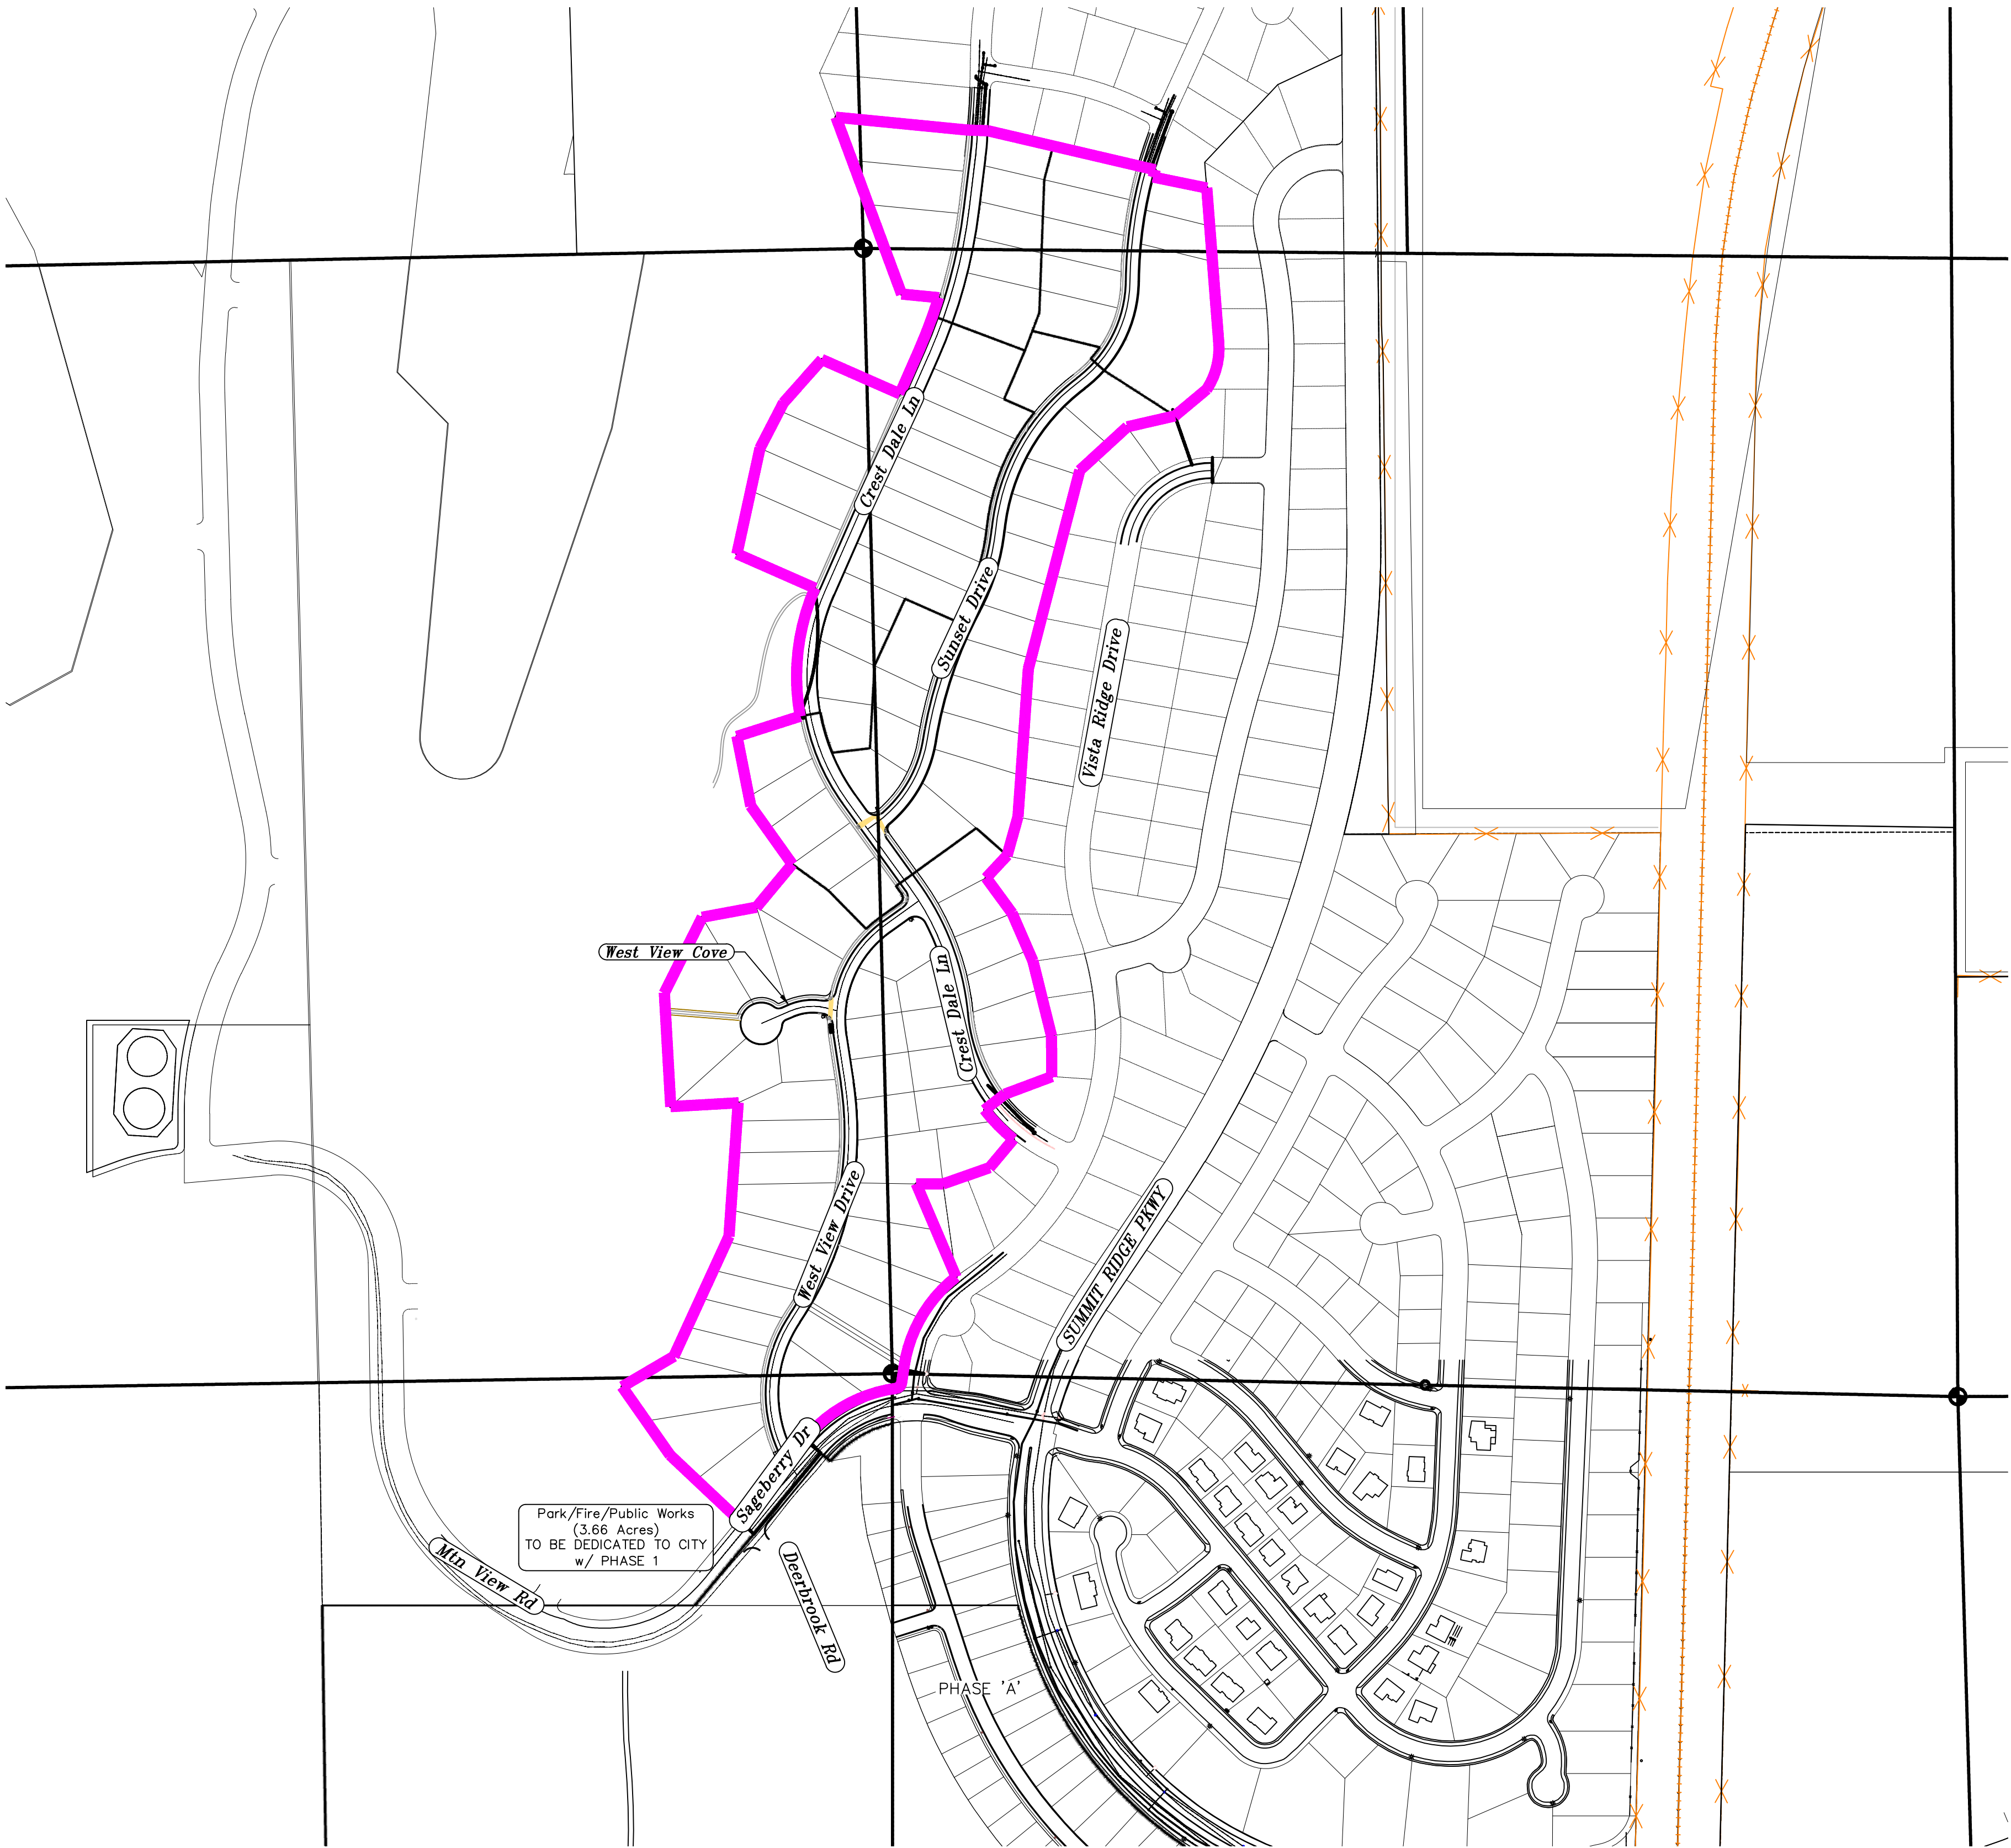 Crest Dale Ln
Sunset Drive
Vista Ridge Drive
West View Cove
Crest Dale Ln
West View Drive
SUMMIT RIDGE PKWY
Sageberry Dr
Park/Fire/Public Works
(3.66 Acres)
TO BE DEDICATED TO CITY
w/ PHASE 1
Mtn View Rd
Deerbrook Rd
PHASE 'A'